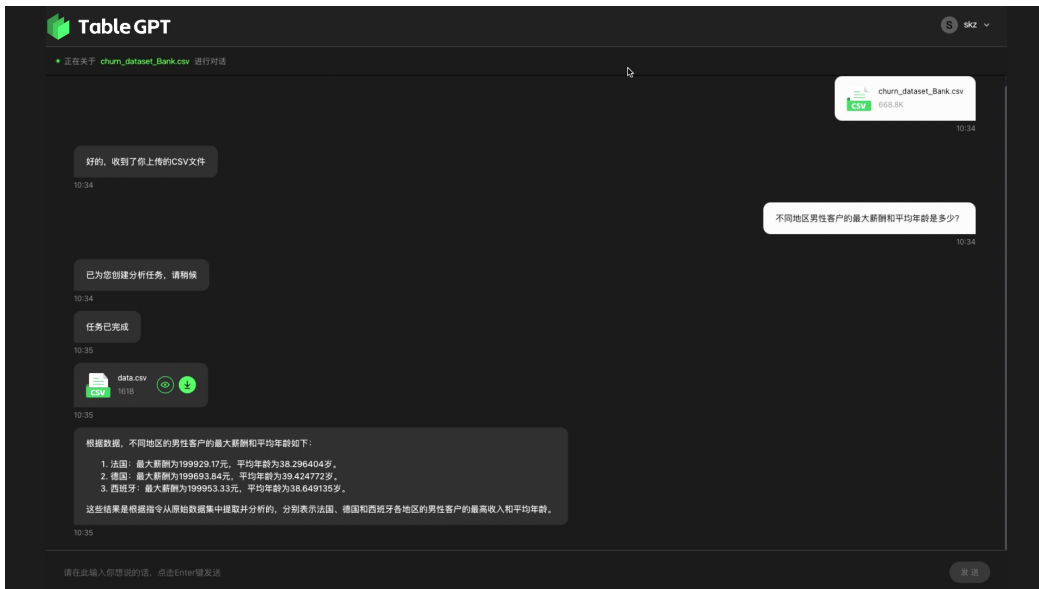 Table GPT
S skz
正在关于 churn_dataset_Bank.csv 进行对话
churn_dataset_Bank.csv
CSV 668.8K
10:34
好的，收到了你上传的CSV文件
10:34
不同地区男性客户的最大薪酬和平均年龄是多少?
10:34
已为您创建分析任务，请稍候
10:34
任务已完成
10:35
data.csv
CSV 161B
10:35
根据数据，不同地区的男性客户的最大薪酬和平均年龄如下：
1. 法国：最大薪酬为199929.17元，平均年龄为38.296404岁。
2. 德国：最大薪酬为199693.84元，平均年龄为39.424772岁。
3. 西班牙：最大薪酬为199953.33元，平均年龄为38.649135岁。
这些结果是根据指令从原始数据集中提取并分析的，分别表示法国、德国和西班牙各地区的男性客户的最高收入和平均年龄。
10:35
请在此输入你想说的话，点击Enter键发送
发送